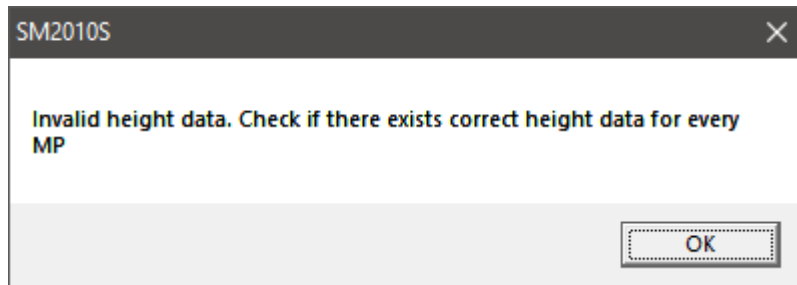 SM2010S
Invalid height data. Check if there exists correct height data for every
MP
OK